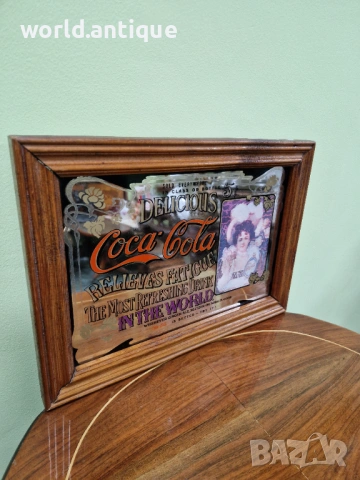 world.antique
DELICIOUS
Coca-Cola
RELIEVES FATIGUE
THE MOST REFRESHING DRINK
IN THE WORLD
BAZAR